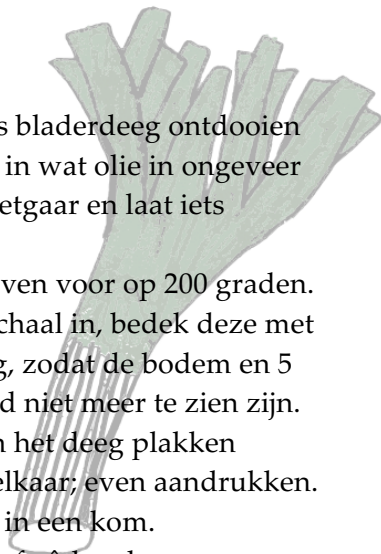 s bladerdeeg ontdooien
in wat olie in ongeveer
etgaar en laat iets
ven voor op 200 graden.
chaal in, bedek deze met
g, zodat de bodem en 5
d niet meer te zien zijn.
n het deeg plakken
elkaar; even aandrukken.
in een kom.